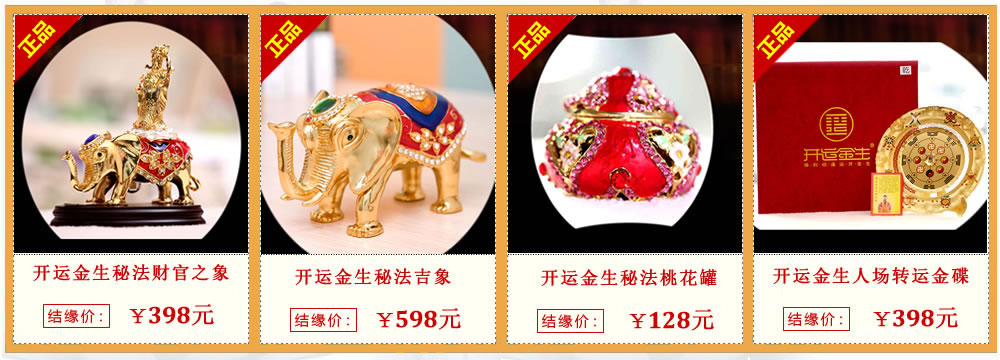 正品
开运金生秘法财官之象
结缘价： ￥398元
正品
开运金生秘法吉象
结缘价： ￥598元
正品
开运金生秘法桃花罐
结缘价： ￥128元
正品
乾
开运金生®
开运金生人场转运金碟
结缘价： ￥398元